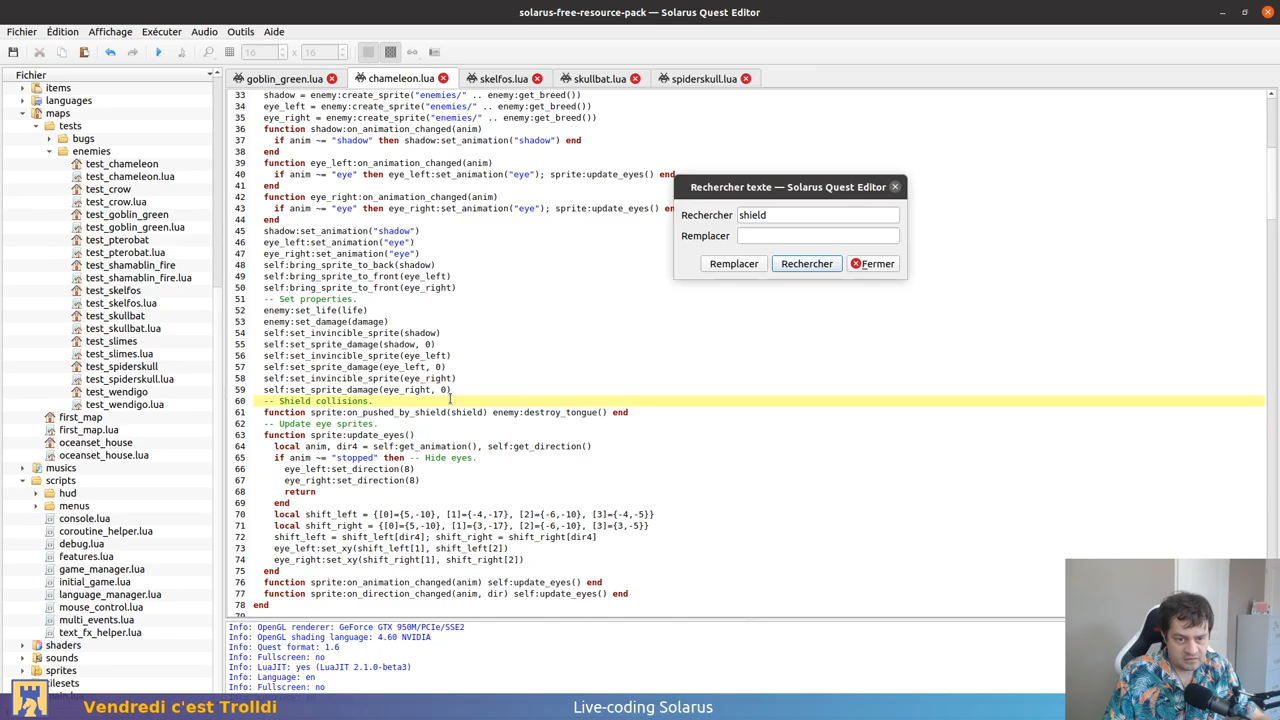 solarus-free-resource-pack — Solarus Quest Editor
Fichier Édition Affichage Exécuter Audio Outils Aide
16 x 16
Fichier
items
languages
maps
tests
bugs
enemies
test_chameleon
test_chameleon.lua
test_crow
test_crow.lua
test_goblin_green
test_goblin_green.lua
test_pterobat
test_pterobat.lua
test_shamablin_fire
test_shamablin_fire.lua
test_skelfos
test_skelfos.lua
test_skullbat
test_skullbat.lua
test_slimes
test_slimes.lua
test_spiderskull
test_spiderskull.lua
test_wendigo
test_wendigo.lua
first_map
first_map.lua
oceanset_house
oceanset_house.lua
musics
scripts
hud
menus
console.lua
coroutine_helper.lua
debug.lua
features.lua
game_manager.lua
initial_game.lua
language_manager.lua
mouse_control.lua
multi_events.lua
text_fx_helper.lua
shaders
sounds
sprites
tilesets
goblin_green.lua chameleon.lua skelfos.lua skullbat.lua spiderskull.lua
33 shadow = enemy:create_sprite("enemies/" .. enemy:get_breed())
34 eye_left = enemy:create_sprite("enemies/" .. enemy:get_breed())
35 eye_right = enemy:create_sprite("enemies/" .. enemy:get_breed())
36 function shadow:on_animation_changed(anim)
37 if anim ~= "shadow" then shadow:set_animation("shadow") end
38 end
39 function eye_left:on_animation_changed(anim)
40 if anim ~= "eye" then eye_left:set_animation("eye"); sprite:update_eyes() end
41 end
42 function eye_right:on_animation_changed(anim)
43 if anim ~= "eye" then eye_right:set_animation("eye"); sprite:update_eyes() en
44 end
45 shadow:set_animation("shadow")
46 eye_left:set_animation("eye")
47 eye_right:set_animation("eye")
48 self:bring_sprite_to_back(shadow)
49 self:bring_sprite_to_front(eye_left)
50 self:bring_sprite_to_front(eye_right)
51 -- Set properties.
52 enemy:set_life(life)
53 enemy:set_damage(damage)
54 self:set_invincible_sprite(shadow)
55 self:set_sprite_damage(shadow, 0)
56 self:set_invincible_sprite(eye_left)
57 self:set_sprite_damage(eye_left, 0)
58 self:set_invincible_sprite(eye_right)
59 self:set_sprite_damage(eye_right, 0)
60 -- Shield collisions.
61 function sprite:on_pushed_by_shield(shield) enemy:destroy_tongue() end
62 -- Update eye sprites.
63 function sprite:update_eyes()
64 local anim, dir4 = self:get_animation(), self:get_direction()
65 if anim ~= "stopped" then -- Hide eyes.
66 eye_left:set_direction(8)
67 eye_right:set_direction(8)
68 return
69 end
70 local shift_left = {[0]={5,-10}, [1]={-4,-17}, [2]={-6,-10}, [3]={-4,-5}}
71 local shift_right = {[0]={5,-10}, [1]={3,-17}, [2]={-6,-10}, [3]={3,-5}}
72 shift_left = shift_left[dir4]; shift_right = shift_right[dir4]
73 eye_left:set_xy(shift_left[1], shift_left[2])
74 eye_right:set_xy(shift_right[1], shift_right[2])
75 end
76 function sprite:on_animation_changed(anim) self:update_eyes() end
77 function sprite:on_direction_changed(anim, dir) self:update_eyes() end
78 end
Rechercher texte — Solarus Quest Editor
Rechercher shield
Remplacer
Remplacer Rechercher Fermer
Info: OpenGL renderer: GeForce GTX 950M/PCIe/SSE2
Info: OpenGL shading language: 4.60 NVIDIA
Info: Quest format: 1.6
Info: Fullscreen: no
Info: LuaJIT: yes (LuaJIT 2.1.0-beta3)
Info: Language: en
Info: Fullscreen: no
Vendredi c'est Trolldi
Live-coding Solarus